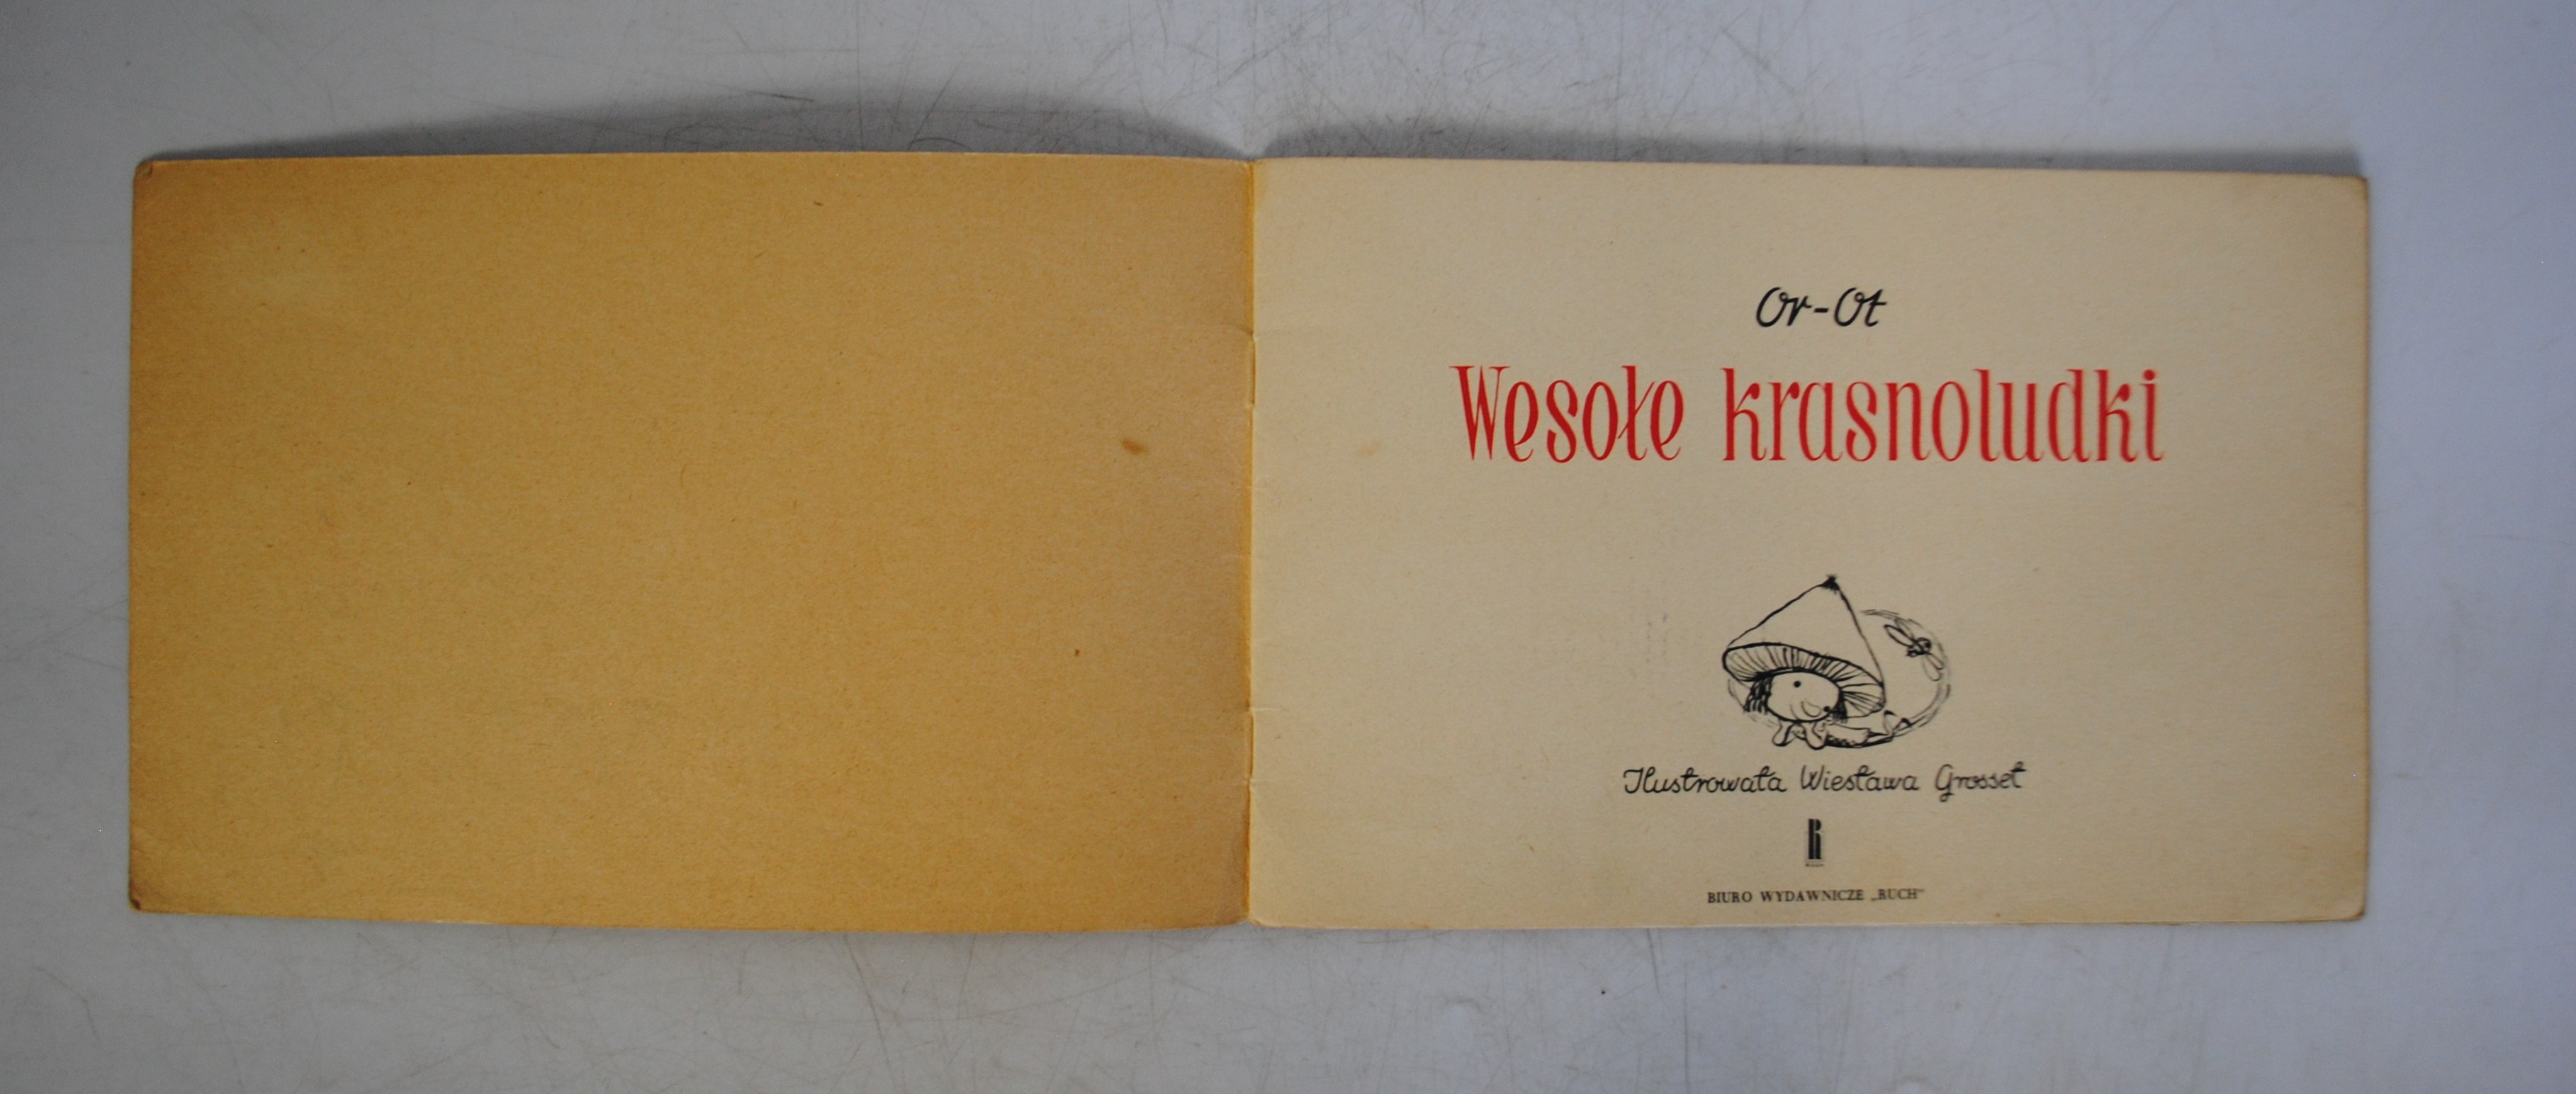 Or-Ot
Wesołe krasnoludki
Ilustrowała Wiesława Grosset
BIURO WYDAWNICZE „RUCH"